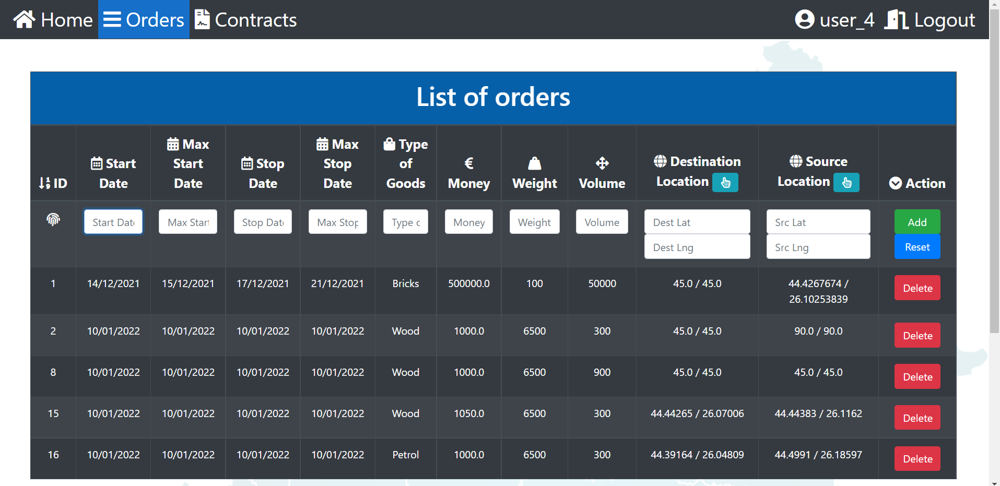 Home Orders Contracts user_4 Logout
List of orders
ID
Start
Date
Max
Start
Date
Stop
Date
Max
Stop
Date
Type
of
Goods
€
Money
Weight
Volume
Destination
Location
Source
Location
Action
Start Dat
Max Start
Stop Dat
Max Stop
Type o
Money
Weight
Volume
Dest Lat
Dest Lng
Src Lat
Src Lng
Add
Reset
1 14/12/2021 15/12/2021 17/12/2021 21/12/2021 Bricks 500000.0 100 50000 45.0 / 45.0 44.4267674 /
26.10253839 Delete
2 10/01/2022 10/01/2022 10/01/2022 10/01/2022 Wood 1000.0 6500 300 45.0 / 45.0 90.0 / 90.0 Delete
8 10/01/2022 10/01/2022 10/01/2022 10/01/2022 Wood 1000.0 6500 900 45.0 / 45.0 45.0 / 45.0 Delete
15 10/01/2022 10/01/2022 10/01/2022 10/01/2022 Wood 1050.0 6500 300 44.44265 / 26.07006 44.44383 / 26.1162 Delete
16 10/01/2022 10/01/2022 10/01/2022 10/01/2022 Petrol 1000.0 6500 300 44.39164 / 26.04809 44.4991 / 26.18597 Delete